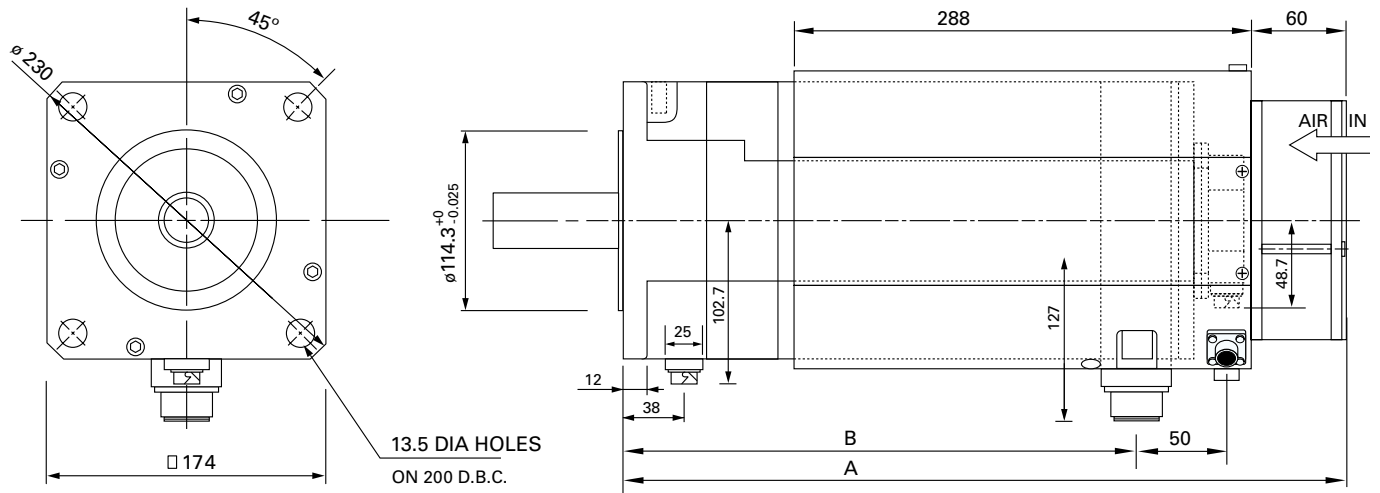 45°
ø 230
13.5 DIA HOLES
ON 200 D.B.C.
□ 174
288
60
AIR IN
ø114.3 +0 -0.025
102.7
25
12
38
127
48.7
B
50
A